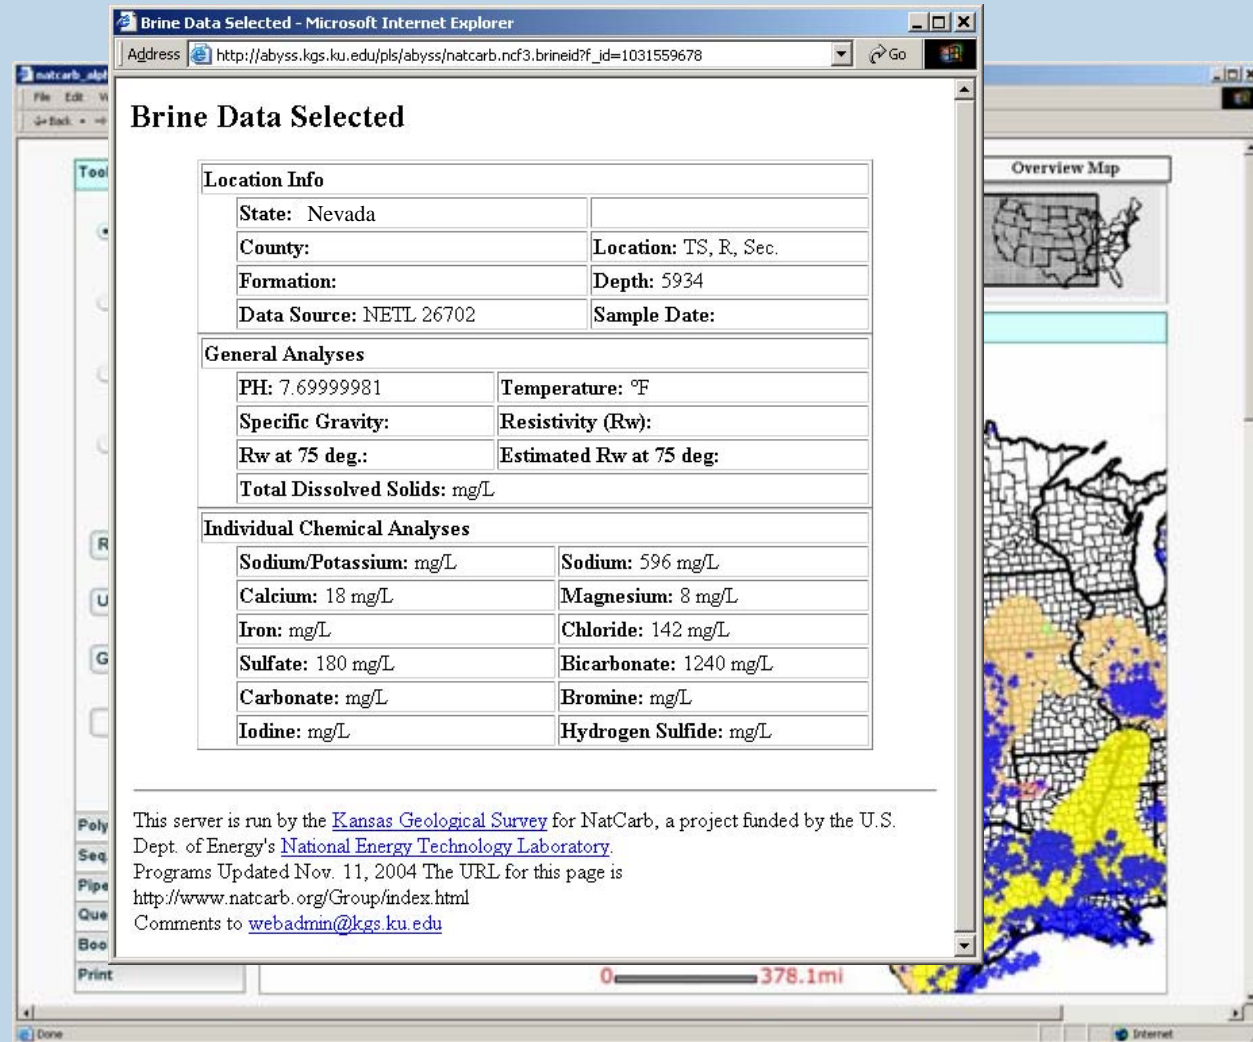 Brine Data Selected - Microsoft Internet Explorer
Address http://abyss.kgs.ku.edu/pls/abyss/natcarb.ncf3.brineid?f_id=1031559678 Go
Brine Data Selected
Location Info
State: Nevada
County: Location: TS, R, Sec.
Formation: Depth: 5934
Data Source: NETL 26702 Sample Date:
General Analyses
PH: 7.69999981 Temperature: °F
Specific Gravity: Resistivity (Rw):
Rw at 75 deg.: Estimated Rw at 75 deg:
Total Dissolved Solids: mg/L
Individual Chemical Analyses
Sodium/Potassium: mg/L Sodium: 596 mg/L
Calcium: 18 mg/L Magnesium: 8 mg/L
Iron: mg/L Chloride: 142 mg/L
Sulfate: 180 mg/L Bicarbonate: 1240 mg/L
Carbonate: mg/L Bromine: mg/L
Iodine: mg/L Hydrogen Sulfide: mg/L
This server is run by the Kansas Geological Survey for NatCarb, a project funded by the U.S.
Dept. of Energy's National Energy Technology Laboratory.
Programs Updated Nov. 11, 2004 The URL for this page is
http://www.natcarb.org/Group/index.html
Comments to webadmin@kgs.ku.edu
natcarb_alph
File Edit
Back
Tool
Overview Map
R
U
G
Poly
Seq
Pipe
Que
Boo
Print
0 378.1mi
Done Internet